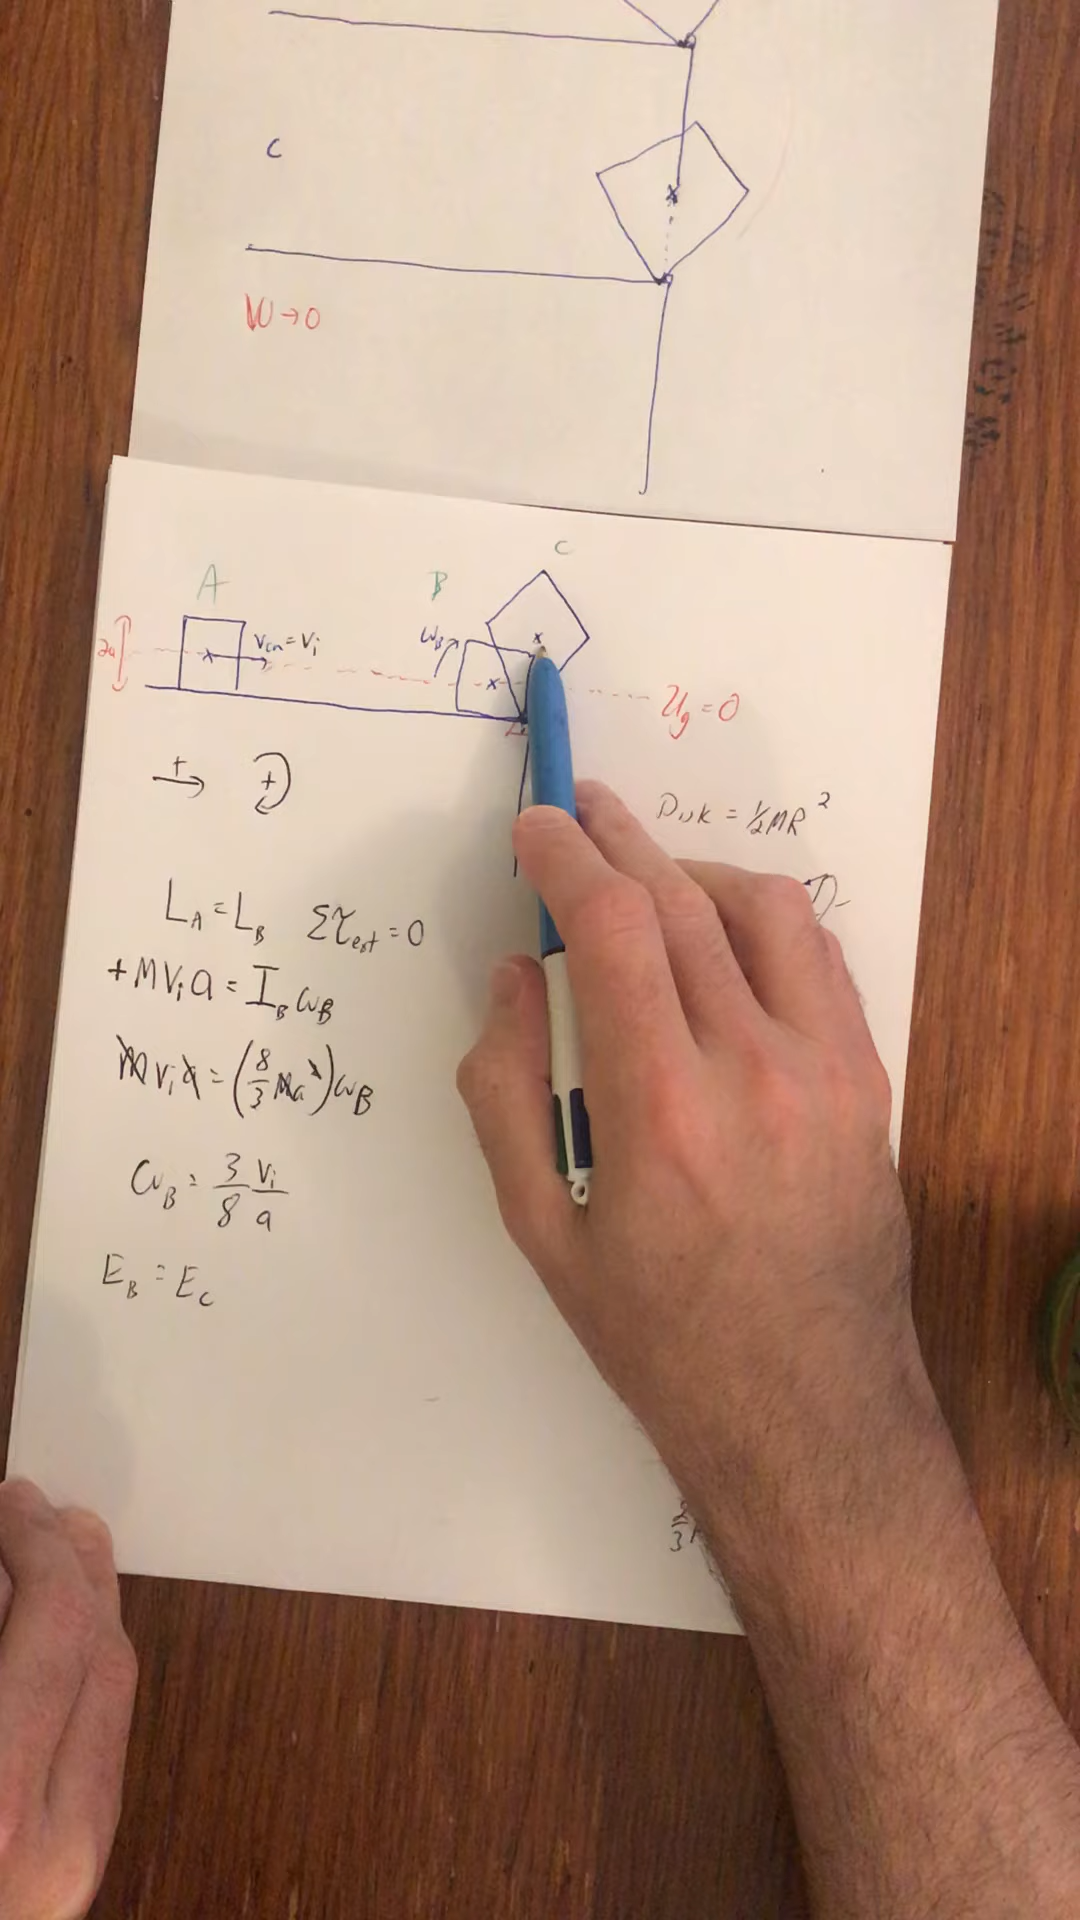 C
W→0
C
A
B
2a
V_cm = V_i
ω_B
U_g = 0
+ +
Disk = ½MR²
L_A = L_B Στ_ext = 0
+MV_i a = I_B ω_B
MV_i a = (8/3 Ma²)ω_B
ω_B = 3/8 V_i/a
E_B = E_C